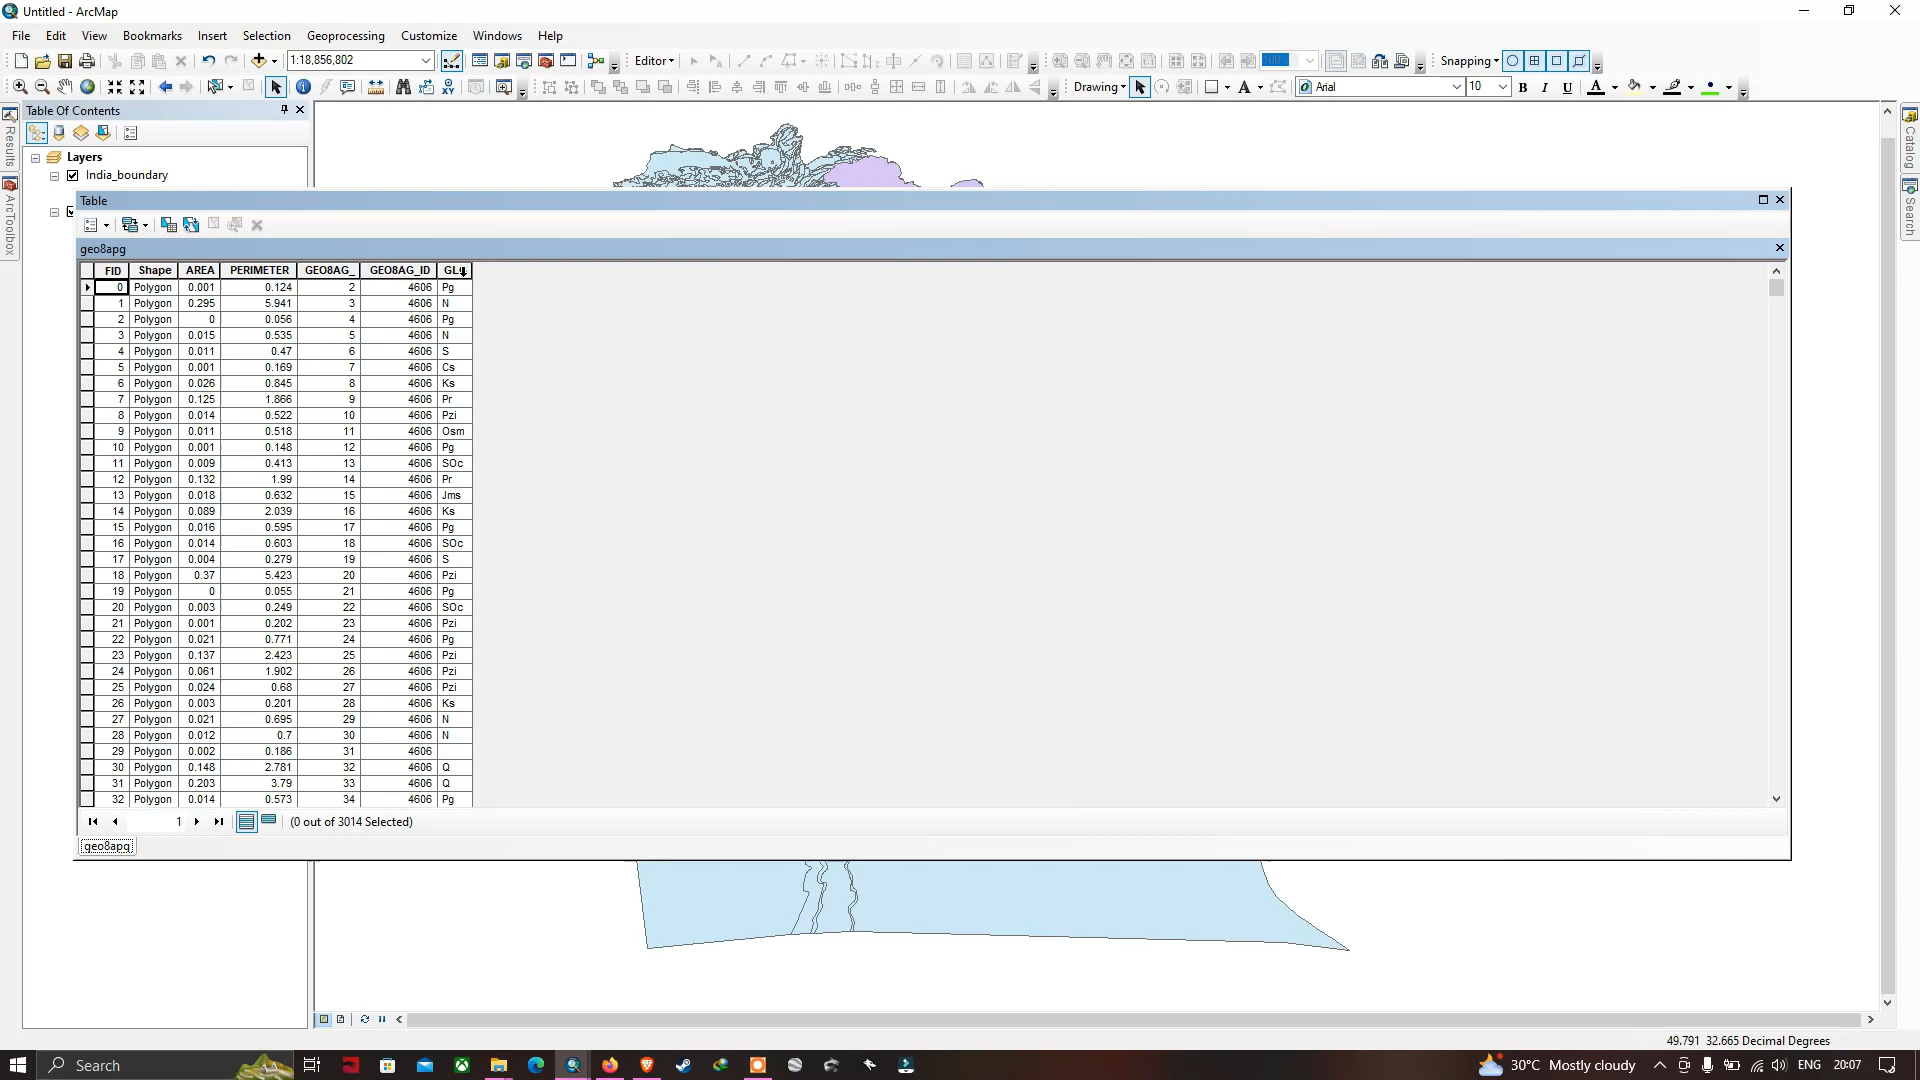 Untitled - ArcMap
File Edit View Bookmarks Insert Selection Geoprocessing Customize Windows Help
1:18,856,802 Editor Snapping
Drawing Arial 10 B I U A
Table Of Contents
Results
ArcToolbox
Catalog
Search
Layers
India_boundary
Table
geo8apg
FID Shape AREA PERIMETER GEO8AG_ GEO8AG_ID
0 Polygon 0.001 0.124 2 4606 Pg
1 Polygon 0.295 5.941 3 4606 N
2 Polygon 0 0.056 4 4606 Pg
3 Polygon 0.015 0.535 5 4606 N
4 Polygon 0.011 0.47 6 4606 S
5 Polygon 0.001 0.169 7 4606 Cs
6 Polygon 0.026 0.845 8 4606 Ks
7 Polygon 0.125 1.866 9 4606 Pr
8 Polygon 0.014 0.522 10 4606 Pzi
9 Polygon 0.011 0.518 11 4606 Osm
10 Polygon 0.001 0.148 12 4606 Pg
11 Polygon 0.009 0.413 13 4606 SOc
12 Polygon 0.132 1.99 14 4606 Pr
13 Polygon 0.018 0.632 15 4606 Jms
14 Polygon 0.089 2.039 16 4606 Ks
15 Polygon 0.016 0.595 17 4606 Pg
16 Polygon 0.014 0.603 18 4606 SOc
17 Polygon 0.004 0.279 19 4606 S
18 Polygon 0.37 5.423 20 4606 Pzi
19 Polygon 0 0.055 21 4606 Pg
20 Polygon 0.003 0.249 22 4606 SOc
21 Polygon 0.001 0.202 23 4606 Pzi
22 Polygon 0.021 0.771 24 4606 Pg
23 Polygon 0.137 2.423 25 4606 Pzi
24 Polygon 0.061 1.902 26 4606 Pzi
25 Polygon 0.024 0.68 27 4606 Pzi
26 Polygon 0.003 0.201 28 4606 Ks
27 Polygon 0.021 0.695 29 4606 N
28 Polygon 0.012 0.7 30 4606 N
29 Polygon 0.002 0.186 31 4606
30 Polygon 0.148 2.781 32 4606 Q
31 Polygon 0.203 3.79 33 4606 Q
32 Polygon 0.014 0.573 34 4606 Pg
1 (0 out of 3014 Selected)
geo8apg
49.791 32.665 Decimal Degrees
Search 30°C Mostly cloudy ENG 20:07